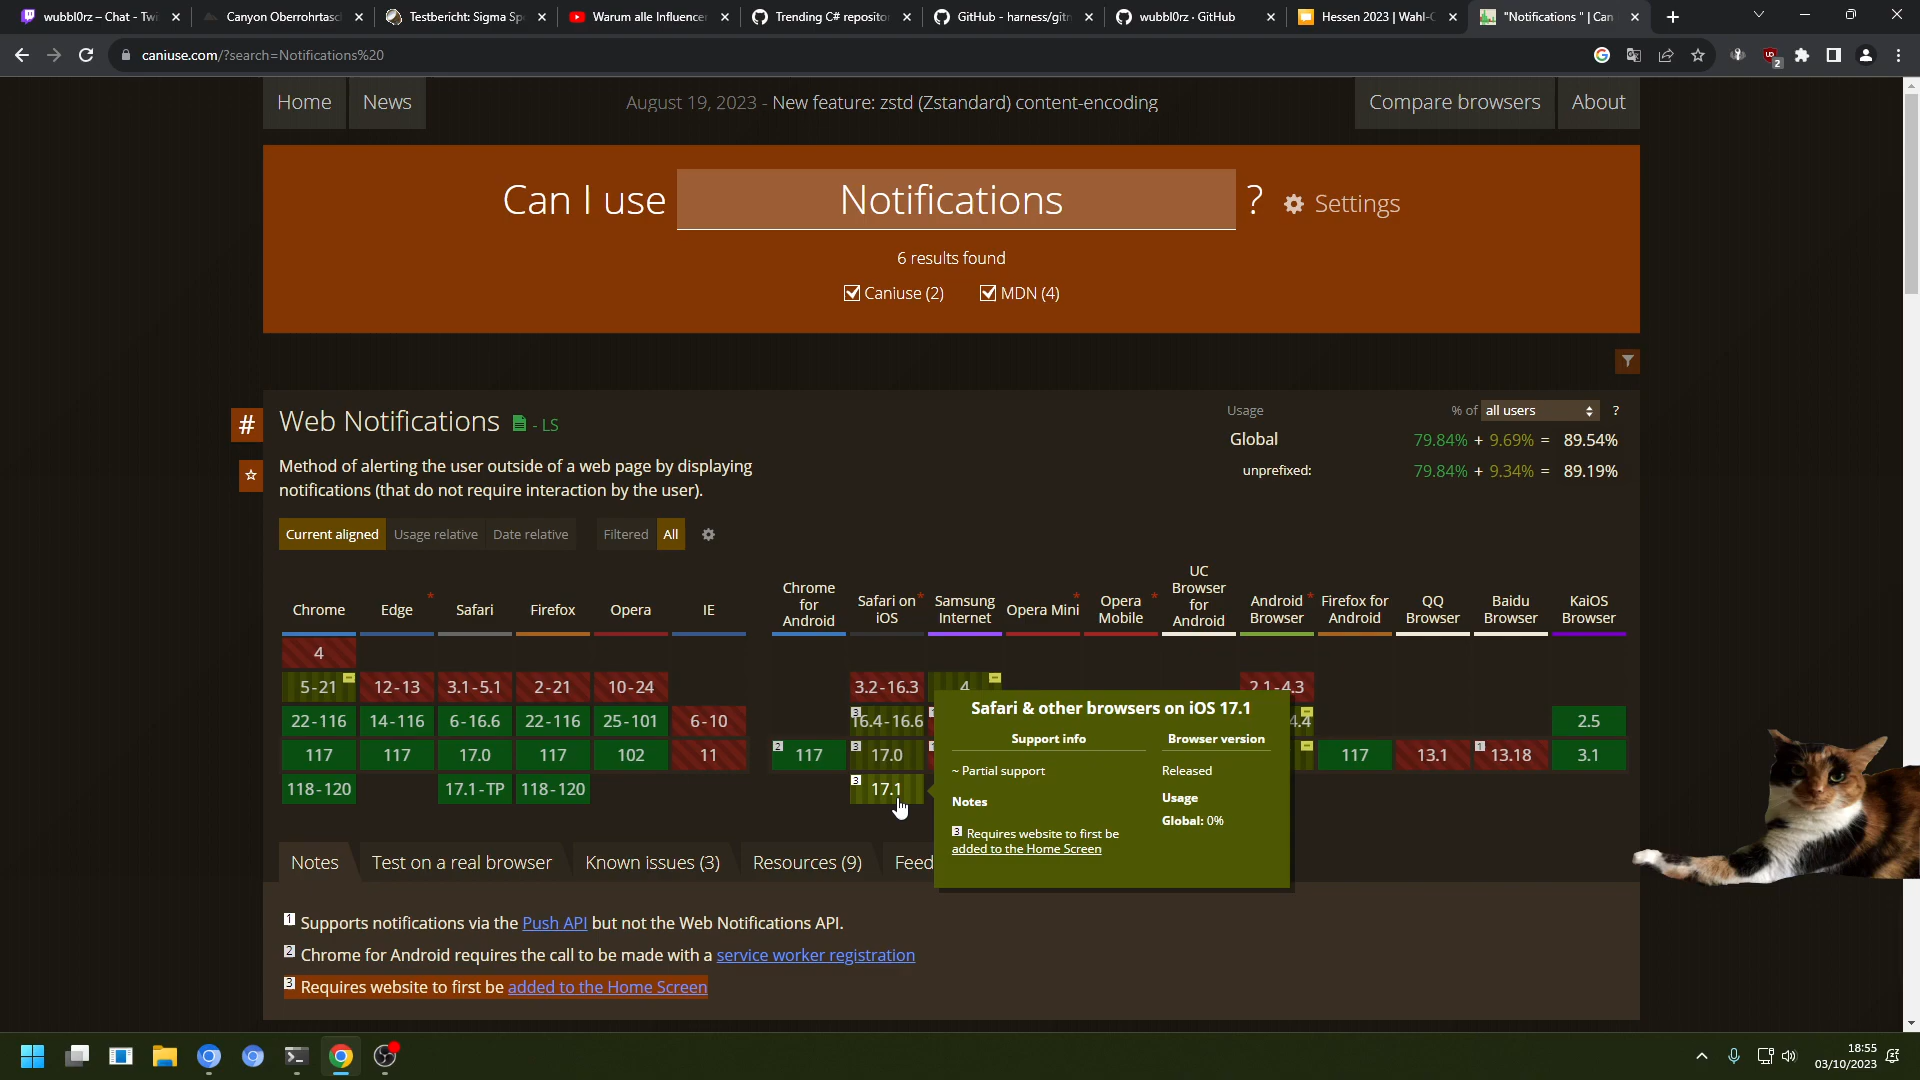 wubbl0rz – Chat - Twi
Canyon Oberrohrtasc
Testbericht: Sigma Sp
Warum alle Influencer
Trending C# repositor
GitHub - harness/gitn
wubbl0rz · GitHub
Hessen 2023 | Wahl-O
"Notifications " | Can
caniuse.com/?search=Notifications%20
2
Home
News
August 19, 2023 - New feature: zstd (Zstandard) content-encoding
Compare browsers
About
Can I use
Notifications
?
Settings
6 results found
Caniuse (2)
MDN (4)
#
Web Notifications
- LS
Usage
% of all users
?
Global
79.84% + 9.69% = 89.54%
unprefixed:
79.84% + 9.34% = 89.19%
Method of alerting the user outside of a web page by displaying
notifications (that do not require interaction by the user).
Current aligned
Usage relative
Date relative
Filtered
All
Chrome
Edge *
Safari
Firefox
Opera
IE
Chrome for Android
Safari on iOS *
Samsung Internet
Opera Mini *
Opera Mobile *
UC Browser for Android
Android Browser *
Firefox for Android
QQ Browser
Baidu Browser
KaiOS Browser
4
5-21 12-13 3.1-5.1 2-21 10-24 3.2-16.3 4 2.1-4.3
22-116 14-116 6-16.6 22-116 25-101 6-10 3 16.4-16.6 4.4 2.5
117 117 17.0 117 102 11 2 117 3 17.0 117 13.1 1 13.18 3.1
118-120 17.1-TP 118-120 3 17.1
Safari & other browsers on iOS 17.1
Support info
Browser version
~ Partial support
Released
Notes
Usage
Global: 0%
3 Requires website to first be
added to the Home Screen
Notes
Test on a real browser
Known issues (3)
Resources (9)
Feed
1 Supports notifications via the Push API but not the Web Notifications API.
2 Chrome for Android requires the call to be made with a service worker registration
3 Requires website to first be added to the Home Screen
18:55
03/10/2023